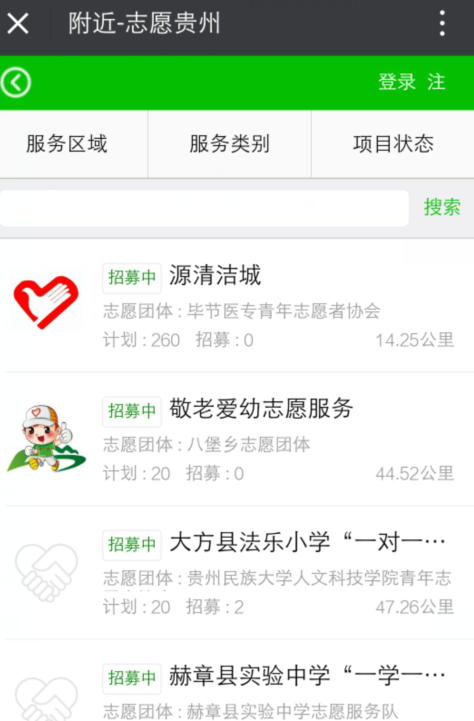 附近-志愿贵州
登录 注
服务区域 服务类别 项目状态
搜索
招募中 源清洁城
志愿团体 : 毕节医专青年志愿者协会
计划 : 260 招募 : 0 14.25公里
招募中 敬老爱幼志愿服务
志愿团体 : 八堡乡志愿团体
计划 : 20 招募 : 0 44.52公里
招募中 大方县法乐小学“一对一…
志愿团体 : 贵州民族大学人文科技学院青年志
计划 : 20 招募 : 2 47.26公里
招募中 赫章县实验中学“一学一…
志愿团体 : 赫章县实验中学志愿服务队